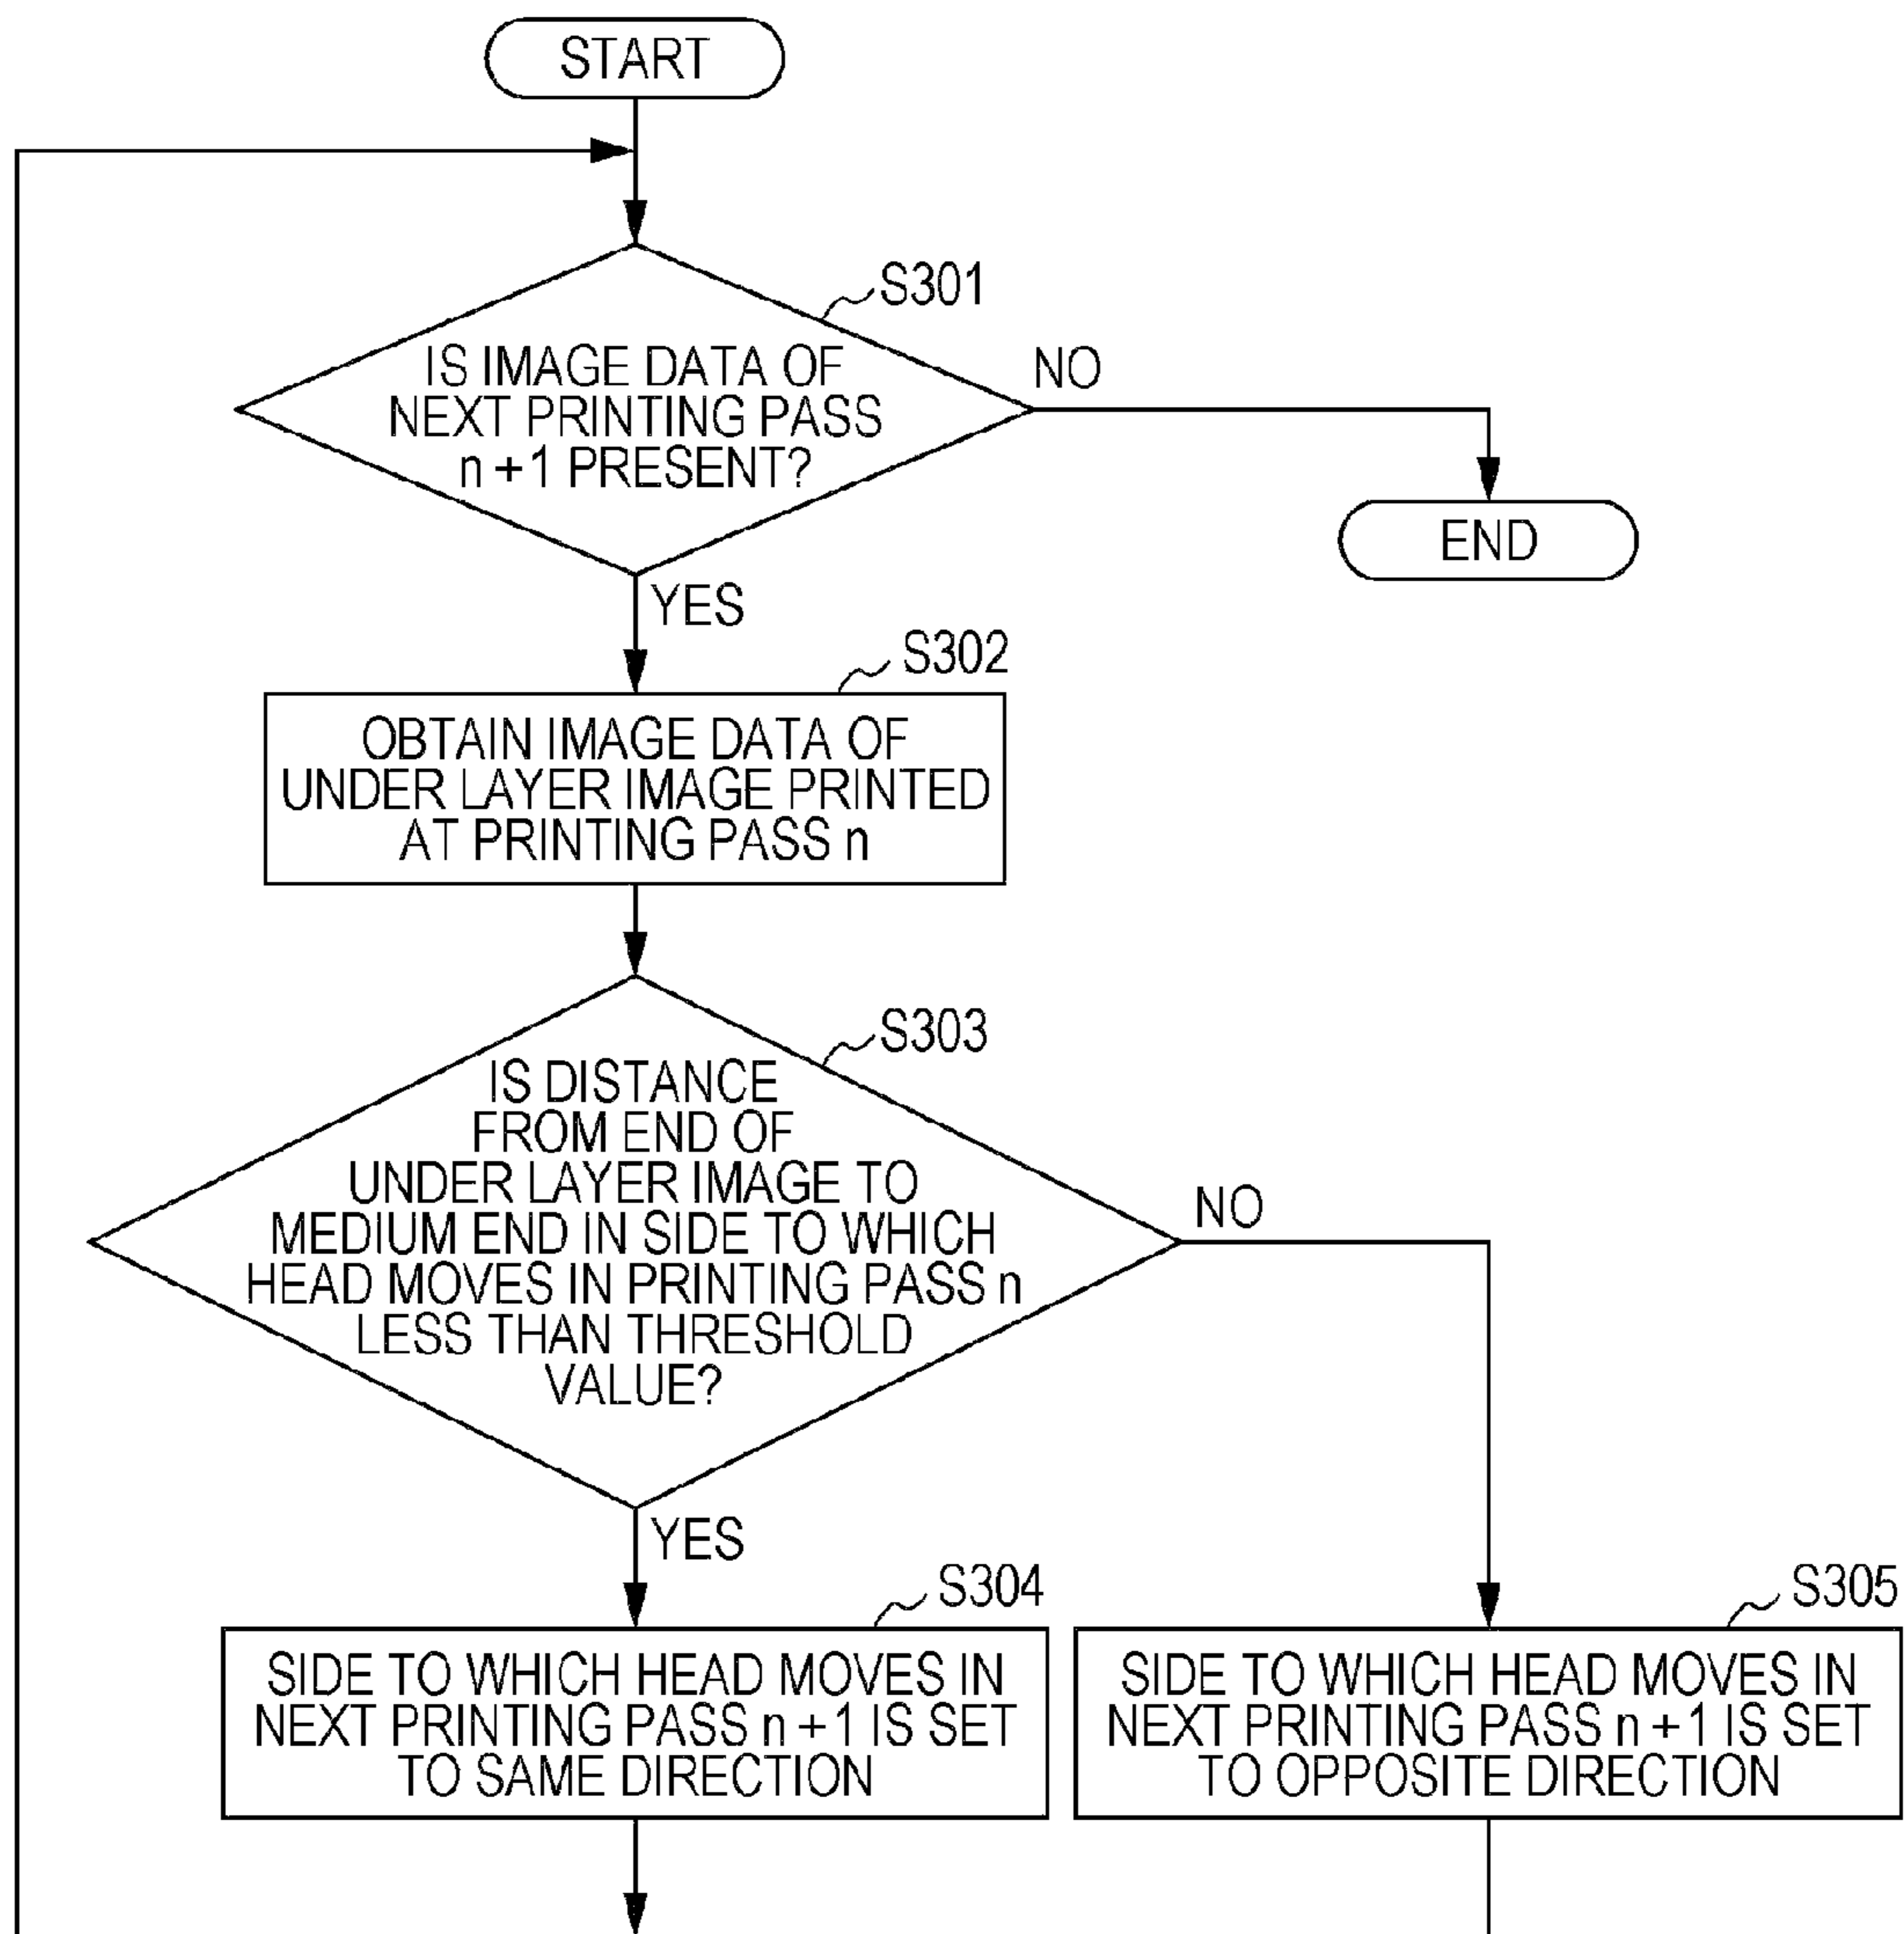 START
S301
IS IMAGE DATA OF
NEXT PRINTING PASS
n + 1 PRESENT?
NO
END
YES
S302
OBTAIN IMAGE DATA OF
UNDER LAYER IMAGE PRINTED
AT PRINTING PASS n
S303
IS DISTANCE
FROM END OF
UNDER LAYER IMAGE TO
MEDIUM END IN SIDE TO WHICH
HEAD MOVES IN PRINTING PASS n
LESS THAN THRESHOLD
VALUE?
NO
YES
S304
SIDE TO WHICH HEAD MOVES IN
NEXT PRINTING PASS n + 1 IS SET
TO SAME DIRECTION
S305
SIDE TO WHICH HEAD MOVES IN
NEXT PRINTING PASS n + 1 IS SET
TO OPPOSITE DIRECTION